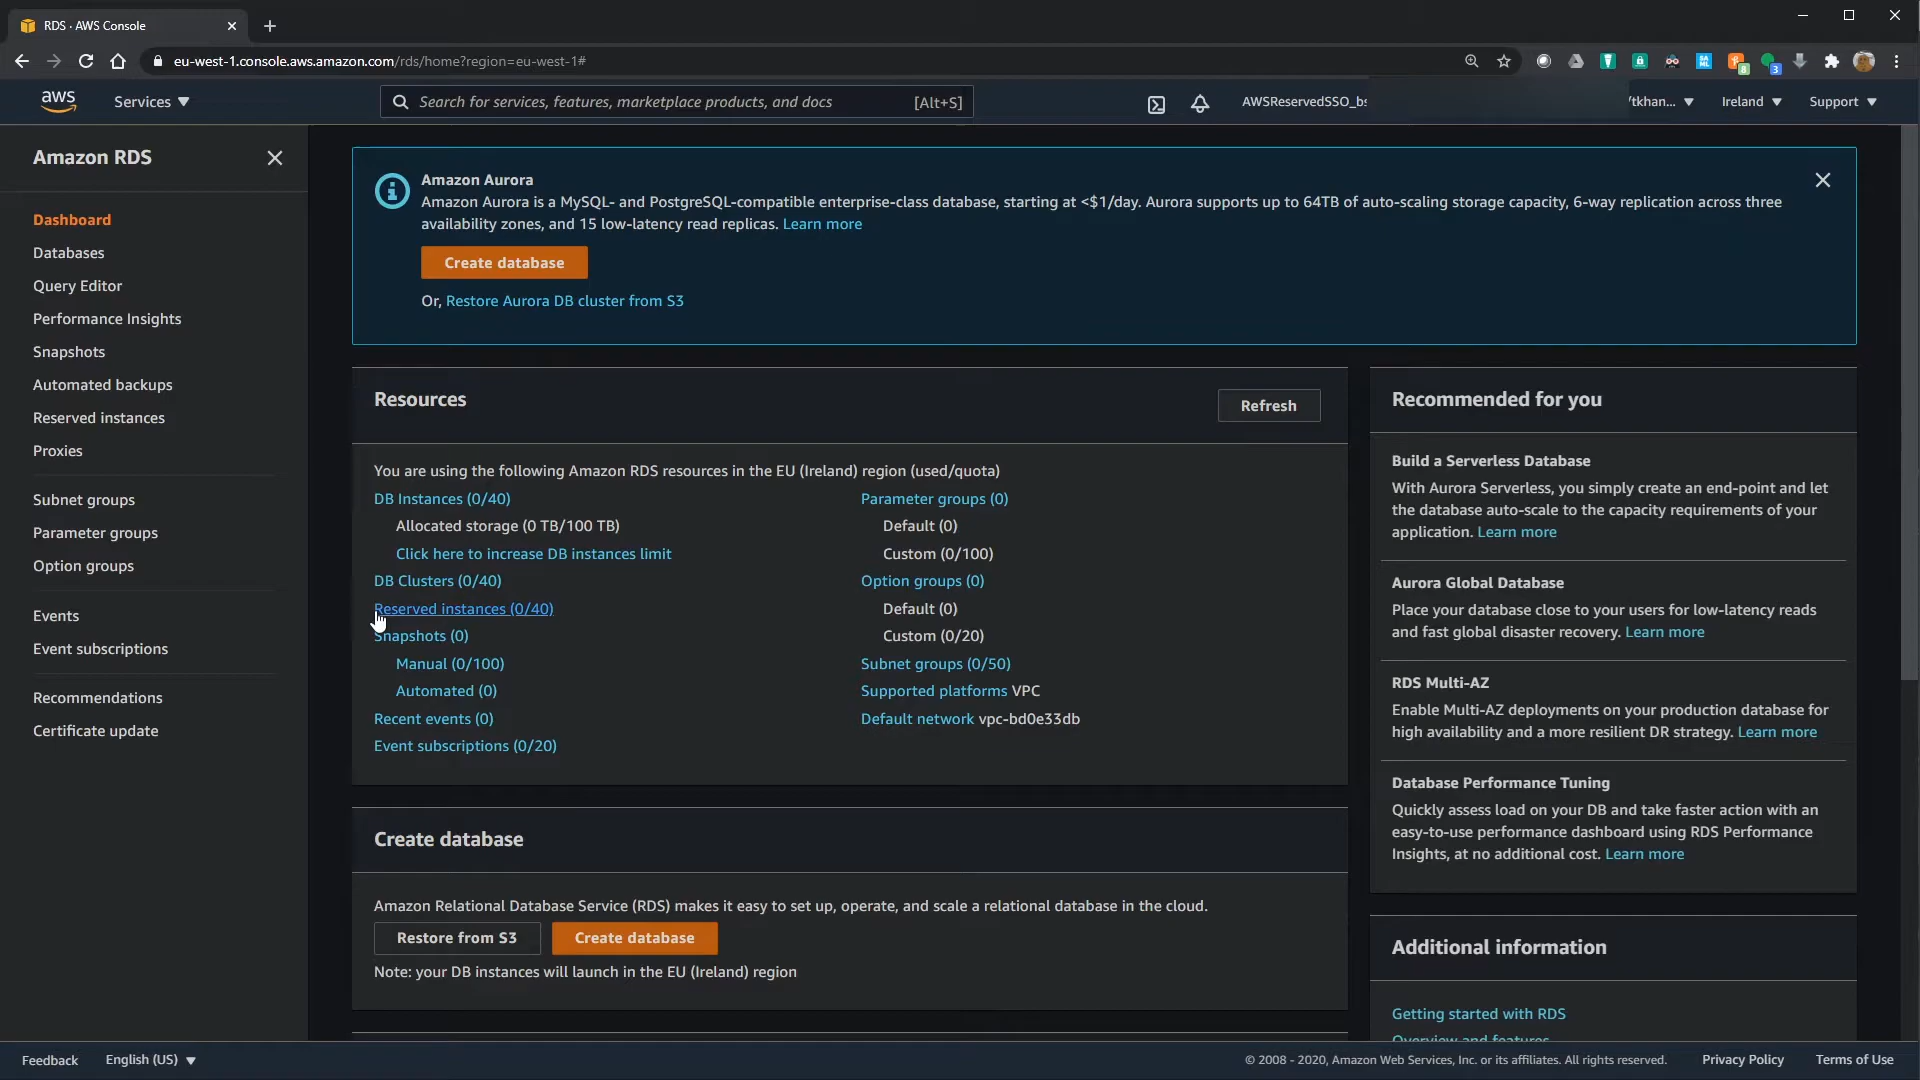 RDS · AWS Console
eu-west-1.console.aws.amazon.com/rds/home?region=eu-west-1#
8
3
aws
Services
Search for services, features, marketplace products, and docs
[Alt+S]
AWSReservedSSO_bs
/tkhan...
Ireland
Support
Amazon RDS
Dashboard
Databases
Query Editor
Performance Insights
Snapshots
Automated backups
Reserved instances
Proxies
Subnet groups
Parameter groups
Option groups
Events
Event subscriptions
Recommendations
Certificate update
Amazon Aurora
Amazon Aurora is a MySQL- and PostgreSQL-compatible enterprise-class database, starting at <$1/day. Aurora supports up to 64TB of auto-scaling storage capacity, 6-way replication across three
availability zones, and 15 low-latency read replicas. Learn more
Create database
Or, Restore Aurora DB cluster from S3
Resources
Refresh
You are using the following Amazon RDS resources in the EU (Ireland) region (used/quota)
DB Instances (0/40)
Allocated storage (0 TB/100 TB)
Click here to increase DB instances limit
DB Clusters (0/40)
Reserved instances (0/40)
Snapshots (0)
Manual (0/100)
Automated (0)
Recent events (0)
Event subscriptions (0/20)
Parameter groups (0)
Default (0)
Custom (0/100)
Option groups (0)
Default (0)
Custom (0/20)
Subnet groups (0/50)
Supported platforms VPC
Default network vpc-bd0e33db
Create database
Amazon Relational Database Service (RDS) makes it easy to set up, operate, and scale a relational database in the cloud.
Restore from S3
Create database
Note: your DB instances will launch in the EU (Ireland) region
Recommended for you
Build a Serverless Database
With Aurora Serverless, you simply create an end-point and let
the database auto-scale to the capacity requirements of your
application. Learn more
Aurora Global Database
Place your database close to your users for low-latency reads
and fast global disaster recovery. Learn more
RDS Multi-AZ
Enable Multi-AZ deployments on your production database for
high availability and a more resilient DR strategy. Learn more
Database Performance Tuning
Quickly assess load on your DB and take faster action with an
easy-to-use performance dashboard using RDS Performance
Insights, at no additional cost. Learn more
Additional information
Getting started with RDS
Overview and features
Feedback
English (US)
© 2008 - 2020, Amazon Web Services, Inc. or its affiliates. All rights reserved.
Privacy Policy
Terms of Use